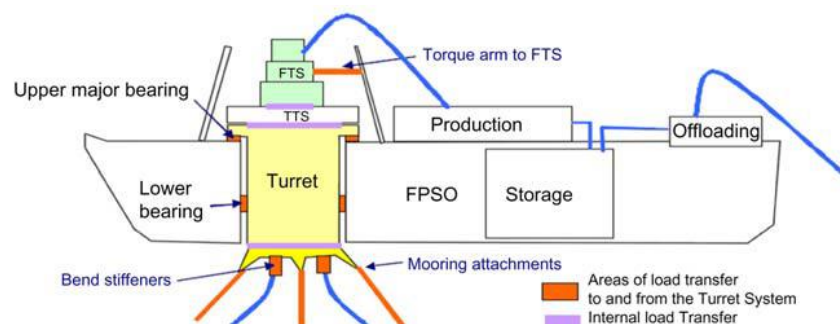 Torque arm to FTS
FTS
Upper major bearing
TTS
Production
Offloading
Lower
bearing
Turret
FPSO
Storage
Bend stiffeners
Mooring attachments
Areas of load transfer
to and from the Turret System
Internal load Transfer